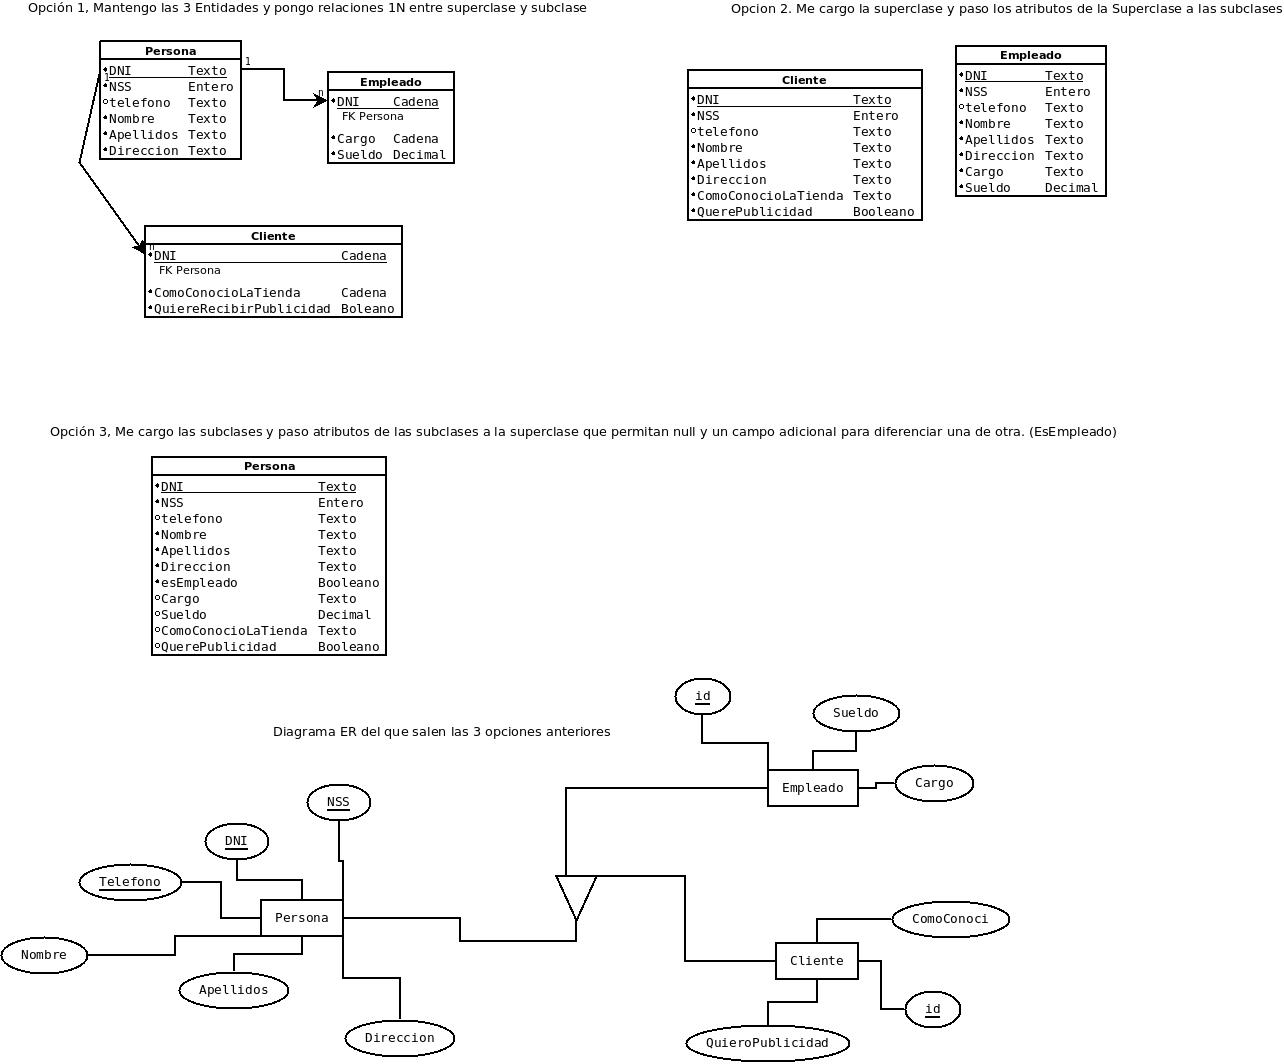 Opción 1, Mantengo las 3 Entidades y pongo relaciones 1N entre superclase y subclase
Opcion 2. Me cargo la superclase y paso los atributos de la Superclase a las subclases
Persona
DNI Texto
NSS Entero
telefono Texto
Nombre Texto
Apellidos Texto
Direccion Texto
1
1
n
Empleado
DNI Cadena
FK Persona
Cargo Cadena
Sueldo Decimal
n
Cliente
DNI Cadena
FK Persona
ComoConocioLaTienda Cadena
QuiereRecibirPublicidad Boleano
Cliente
DNI Texto
NSS Entero
telefono Texto
Nombre Texto
Apellidos Texto
Direccion Texto
ComoConocioLaTienda Texto
QuerePublicidad Booleano
Empleado
DNI Texto
NSS Entero
telefono Texto
Nombre Texto
Apellidos Texto
Direccion Texto
Cargo Texto
Sueldo Decimal
Opción 3, Me cargo las subclases y paso atributos de las subclases a la superclase que permitan null y un campo adicional para diferenciar una de otra. (EsEmpleado)
Persona
DNI Texto
NSS Entero
telefono Texto
Nombre Texto
Apellidos Texto
Direccion Texto
esEmpleado Booleano
Cargo Texto
Sueldo Decimal
ComoConocioLaTienda Texto
QuerePublicidad Booleano
Diagrama ER del que salen las 3 opciones anteriores
id
Sueldo
Empleado
Cargo
NSS
DNI
Telefono
Persona
Nombre
Apellidos
Direccion
ComoConoci
Cliente
id
QuieroPublicidad